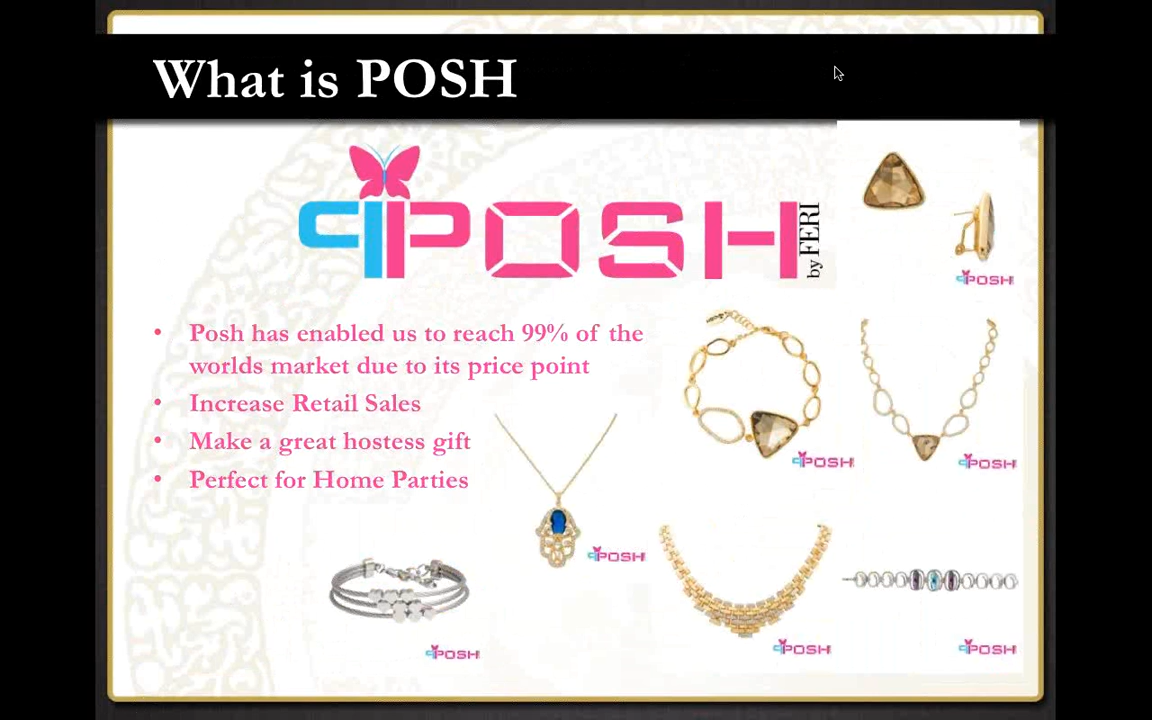 What is POSH
POSH
by FERI
Posh has enabled us to reach 99% of the
worlds market due to its price point
Increase Retail Sales
Make a great hostess gift
Perfect for Home Parties
POSH
POSH
POSH
POSH
POSH
POSH
POSH